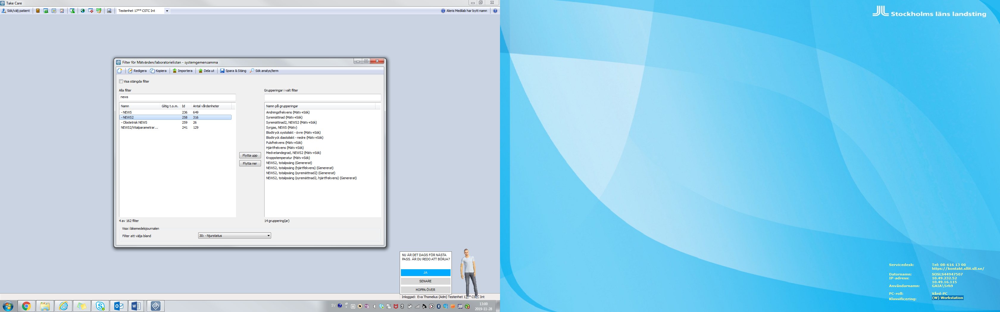 Take Care
Sök/välj patient
Testenhet 17** CSTC Int
Aleris Medilab har bytt namn
Filter för Mätvärden/laboratorielistan - systemgemensamma
Redigera Kopiera Importera Dela ut Spara & Stäng Sök analys/term
Visa stängda filter
Alla filter
news
Namn Giltig t.o.m. Id Antal vårdenheter
- NEWS 236 649
- NEWS2 258 316
- Obstetrisk NEWS 259 26
NEWS2/Vitalparametrar... 241 129
4 av 162 filter
Flytta upp
Flytta ner
Grupperingar i valt filter
Namn på grupperingar
Andningsfrekvens (Mätv+Sök)
Syremättnad (Mätv+Sök)
Syremättnad2, NEWS2 (Mätv+Sök)
Syrgas, NEWS (Mätv)
Blodtryck systoliskt - övre (Mätv+Sök)
Blodtryck diastoliskt - nedre (Mätv+Sök)
Pulsfrekvens (Mätv+Sök)
Hjärtfrekvens (Mätv+Sök)
Medvetandegrad, NEWS2 (Mätv+Sök)
Kroppstemperatur (Mätv+Sök)
NEWS2, totalpoäng (Genererat)
NEWS2, totalpoäng (hjärtfekvens) (Genererat)
NEWS2, totalpoäng (syremättnad2) (Genererat)
NEWS2, totalpoäng (syremättnad2, hjärtfrekvens) (Genererat)
14 gruppering(ar)
Visa i läkemedelsjournalen
Filter att välja bland 30: - Njurstatus
NU ÄR DET DAGS FÖR NÄSTA
PASS. ÄR DU REDO ATT BÖRJA?
JA
SENARE
HOPPA ÖVER
Inloggad: Eva Thomelius (Adm) Testenhet 17** CSTC Int
SV
13:00
2019-11-28
Stockholms läns landsting
Servicedesk: Tel: 08-616 13 00
https://kontakt.sllit.sll.se/
Datornamn: SOSLS44947507
IP-adress: 10.49.232.52
10.49.16.115
Användarnamn: GAIA\5rh9
PC-roll: Vård-PC
Klassificering: (W) Workstation